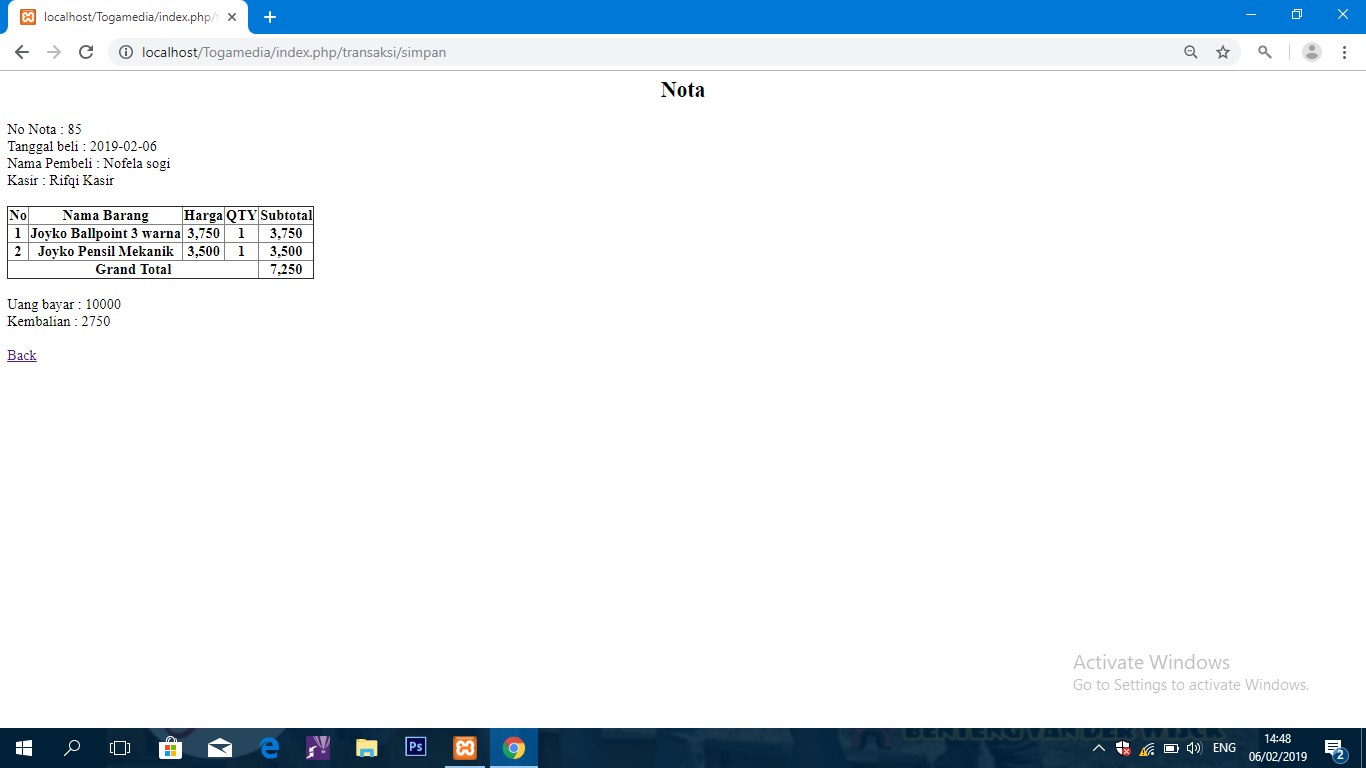 localhost/Togamedia/index.php/
localhost/Togamedia/index.php/transaksi/simpan
Nota
No Nota : 85
Tanggal beli : 2019-02-06
Nama Pembeli : Nofela sogi
Kasir : Rifqi Kasir
No Nama Barang Harga QTY Subtotal
1 Joyko Ballpoint 3 warna 3,750 1 3,750
2 Joyko Pensil Mekanik 3,500 1 3,500
Grand Total 7,250
Uang bayar : 10000
Kembalian : 2750
Back
Activate Windows
Go to Settings to activate Windows.
Ps
ENG
14:48
06/02/2019
2